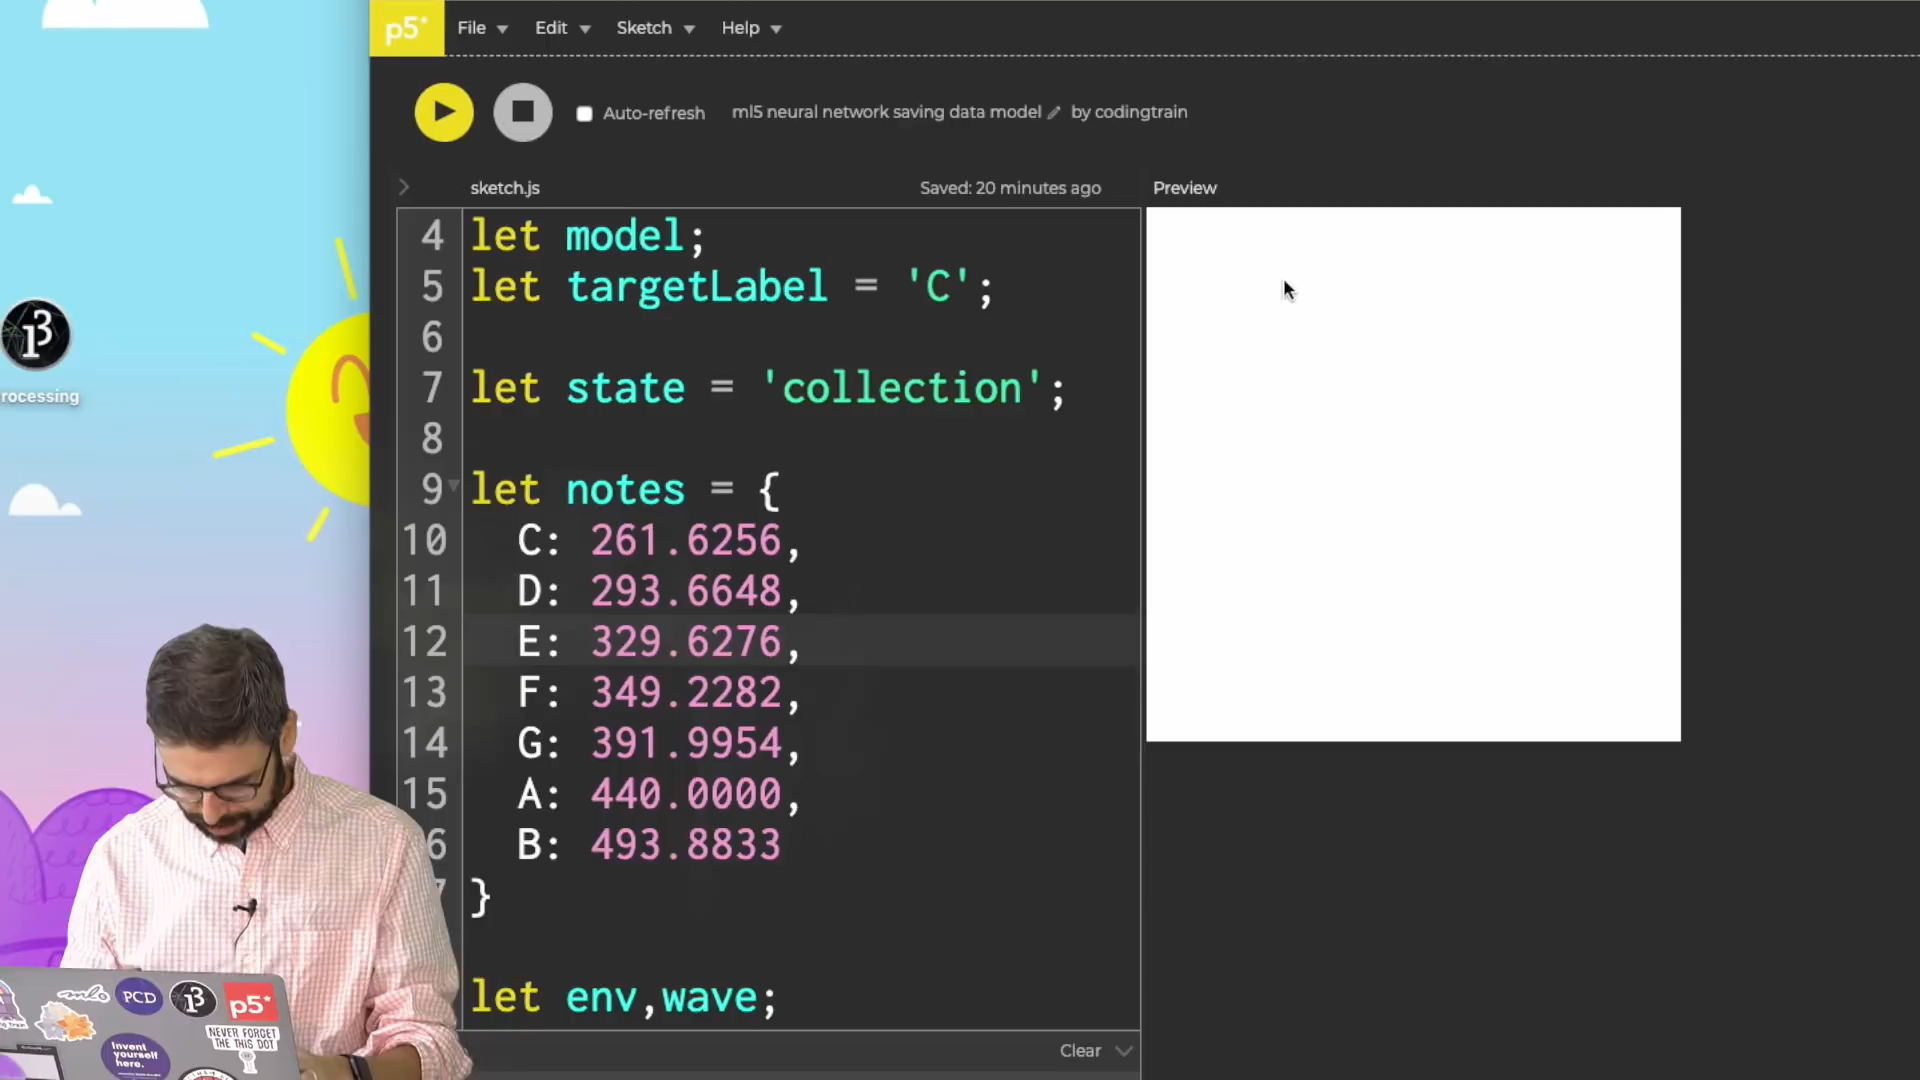 p5* File Edit Sketch Help
Auto-refresh ml5 neural network saving data model by codingtrain
sketch.js Saved: 20 minutes ago Preview
4 let model;
5 let targetLabel = 'C';
6
7 let state = 'collection';
8
9 let notes = {
10 C: 261.6256,
11 D: 293.6648,
12 E: 329.6276,
13 F: 349.2282,
14 G: 391.9954,
15 A: 440.0000,
6 B: 493.8833
}
let env,wave;
Clear
rocessing
PCD
p5*
NEVER FORGET
THE THIS DOT
Invent
yourself
here.